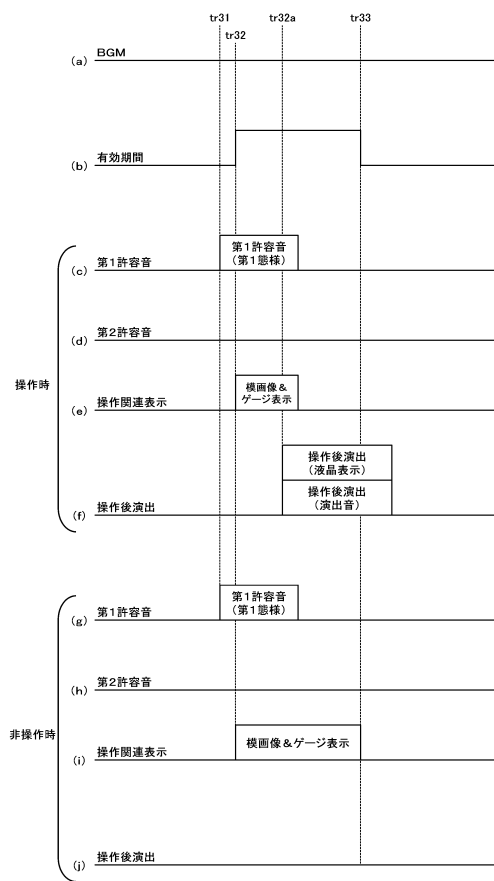 tr31 tr32a tr33
tr32
(a) BGM
(b) 有効期間
操作時
第1許容音
(第1態様)
(c) 第1許容音
(d) 第2許容音
模画像&
ゲージ表示
(e) 操作関連表示
操作後演出
(液晶表示)
操作後演出
(演出音)
(f) 操作後演出
非操作時
第1許容音
(第1態様)
(g) 第1許容音
(h) 第2許容音
模画像&ゲージ表示
(i) 操作関連表示
(j) 操作後演出